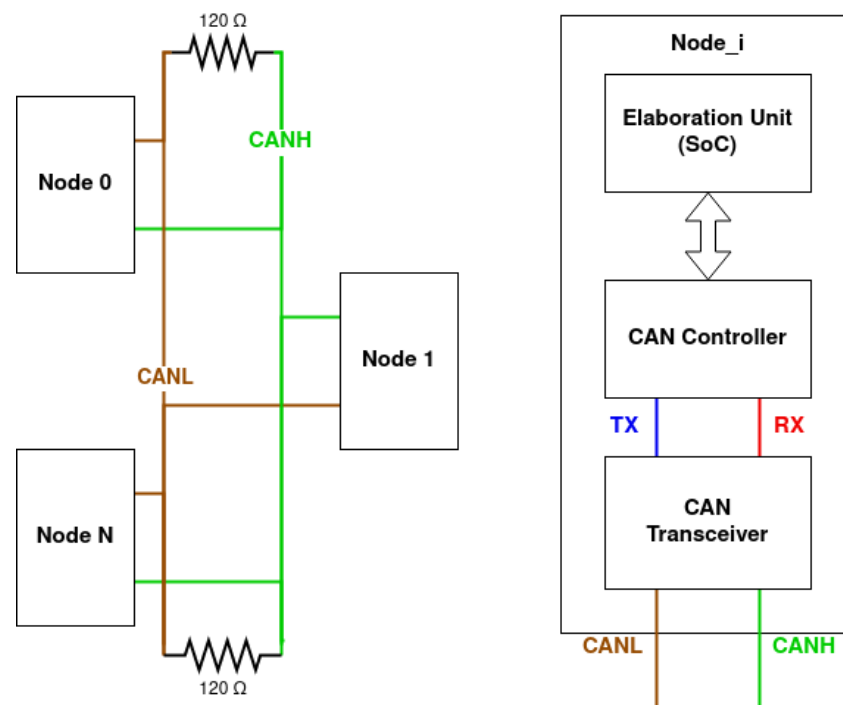 120 Ω
CANH
Node 0
Node 1
CANL
Node N
120 Ω
Node_i
Elaboration Unit
(SoC)
CAN Controller
TX
RX
CAN
Transceiver
CANL
CANH